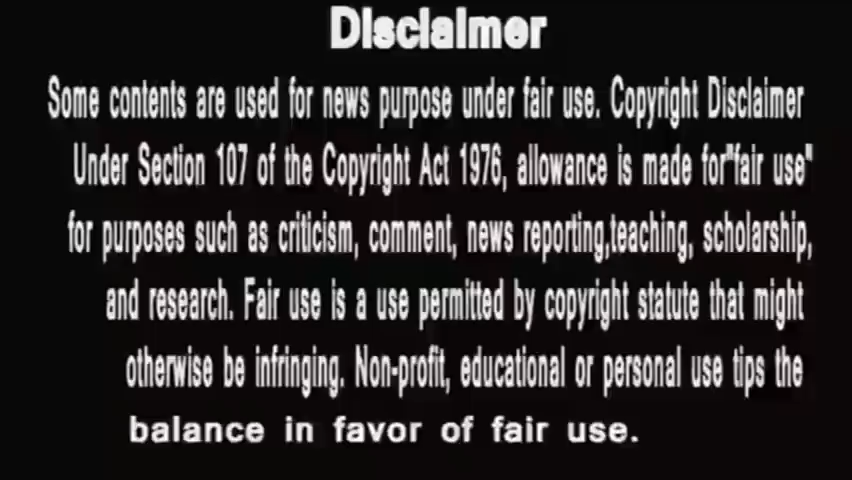 Disclaimer
Some contents are used for news purpose under fair use. Copyright Disclaimer
Under Section 107 of the Copyright Act 1976, allowance is made for"fair use"
for purposes such as criticism, comment, news reporting,teaching, scholarship,
and research. Fair use is a use permitted by copyright statute that might
otherwise be infringing. Non-profit, educational or personal use tips the
balance in favor of fair use.